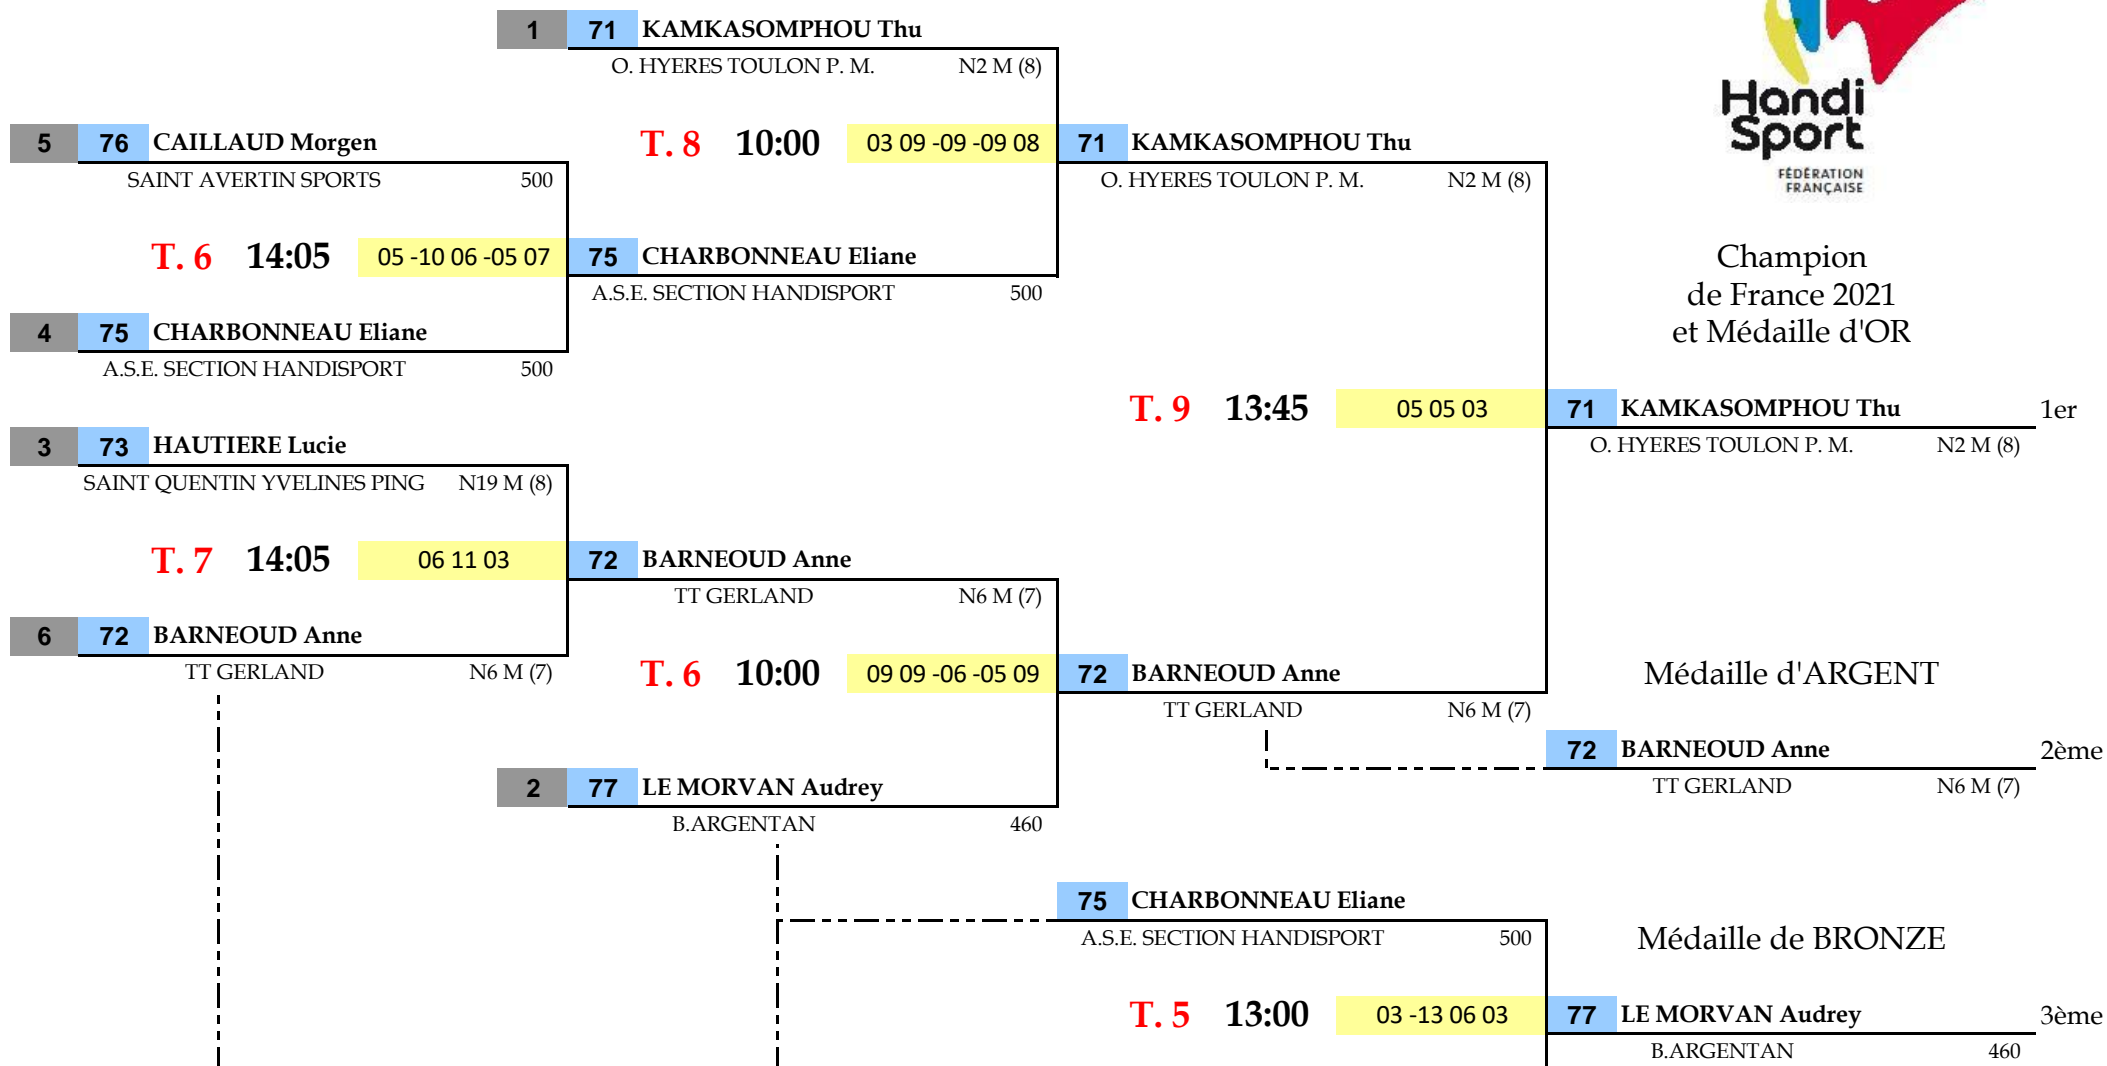 1 71 KAMKASOMPHOU Thu
O. HYERES TOULON P. M. N2 M (8)
Handi
Sport
FÉDÉRATION
FRANÇAISE
5 76 CAILLAUD Morgen T. 8 10:00 03 09 -09 -09 08 71 KAMKASOMPHOU Thu
SAINT AVERTIN SPORTS 500 O. HYERES TOULON P. M. N2 M (8)
T. 6 14:05 05 -10 06 -05 07 75 CHARBONNEAU Eliane
A.S.E. SECTION HANDISPORT 500
Champion
de France 2021
et Médaille d'OR
4 75 CHARBONNEAU Eliane
A.S.E. SECTION HANDISPORT 500
T. 9 13:45 05 05 03 71 KAMKASOMPHOU Thu 1er
O. HYERES TOULON P. M. N2 M (8)
3 73 HAUTIERE Lucie
SAINT QUENTIN YVELINES PING N19 M (8)
T. 7 14:05 06 11 03 72 BARNEOUD Anne
TT GERLAND N6 M (7)
6 72 BARNEOUD Anne
TT GERLAND N6 M (7)
T. 6 10:00 09 09 -06 -05 09 72 BARNEOUD Anne
TT GERLAND N6 M (7)
Médaille d'ARGENT
72 BARNEOUD Anne 2ème
TT GERLAND N6 M (7)
2 77 LE MORVAN Audrey
B.ARGENTAN 460
75 CHARBONNEAU Eliane
A.S.E. SECTION HANDISPORT 500
Médaille de BRONZE
T. 5 13:00 03 -13 06 03 77 LE MORVAN Audrey 3ème
B.ARGENTAN 460